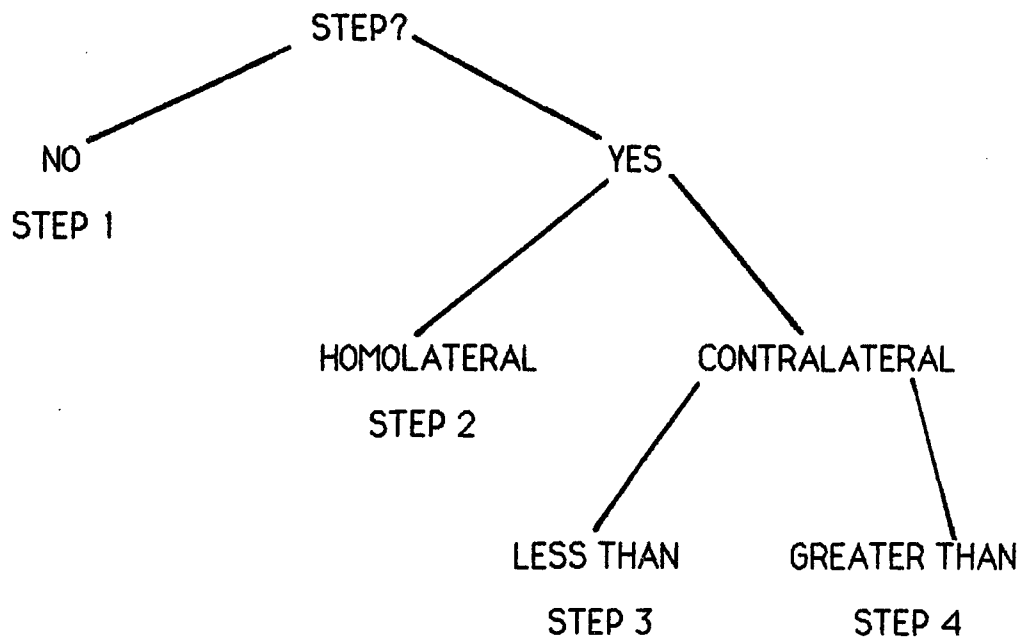 STEP?
NO
YES
STEP 1
HOMOLATERAL
CONTRALATERAL
STEP 2
LESS THAN
GREATER THAN
STEP 3
STEP 4